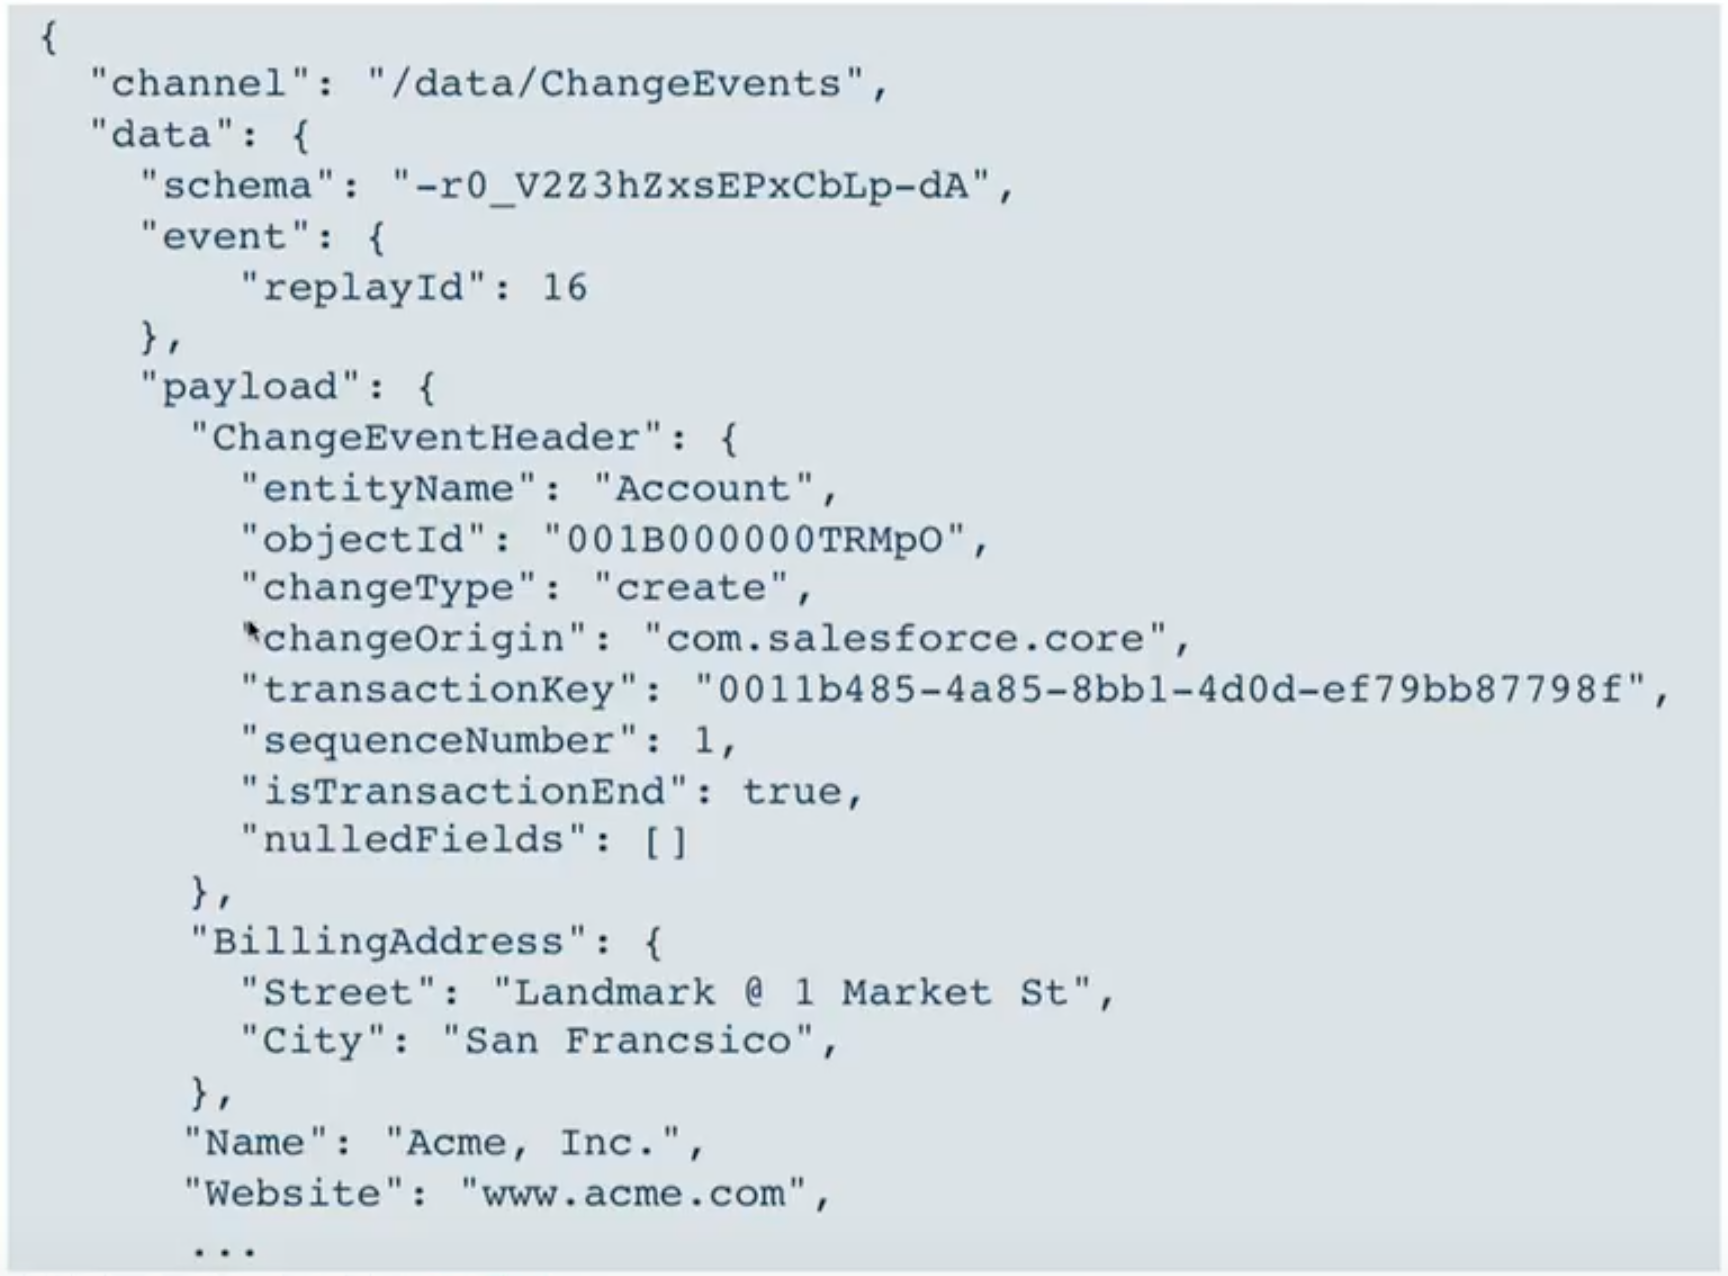 {
"channel": "/data/ChangeEvents",
"data": {
"schema": "-r0_V2Z3hZxsEPxCbLp-dA",
"event": {
"replayId": 16
},
"payload": {
"ChangeEventHeader": {
"entityName": "Account",
"objectId": "001B000000TRMpO",
"changeType": "create",
"changeOrigin": "com.salesforce.core",
"transactionKey": "0011b485-4a85-8bb1-4d0d-ef79bb87798f",
"sequenceNumber": 1,
"isTransactionEnd": true,
"nulledFields": []
},
"BillingAddress": {
"Street": "Landmark @ 1 Market St",
"City": "San Francsico",
},
"Name": "Acme, Inc.",
"Website": "www.acme.com",
...